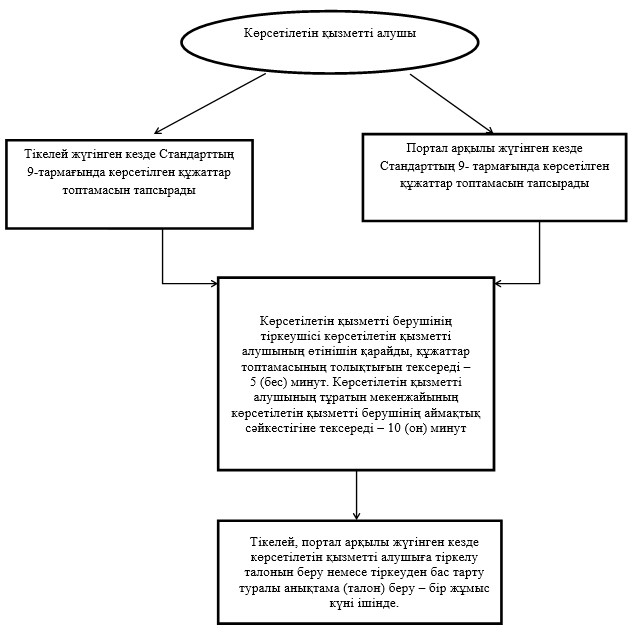 Көрсетілетін қызметті алушы
Тікелей жүгінген кезде Стандарттың
9-тармағында көрсетілген құжаттар
топтамасын тапсырады
Портал арқылы жүгінген кезде
Стандарттың 9- тармағында көрсетілген
құжаттар топтамасын тапсырады
Көрсетілетін қызметті берушінің
тіркеушісі көрсетілетін қызметті
алушының өтінішін қарайды, құжаттар
топтамасының толықтығын тексереді –
5 (бес) минут. Көрсетілетін қызметті
алушының тұратын мекенжайының
көрсетілетін қызметті берушінің аймақтық
сәйкестігіне тексереді – 10 (он) минут
Тікелей, портал арқылы жүгінген кезде
көрсетілетін қызметті алушыға тіркелу
талонын беру немесе тіркеуден бас тарту
туралы анықтама (талон) беру – бір жұмыс
күні ішінде.